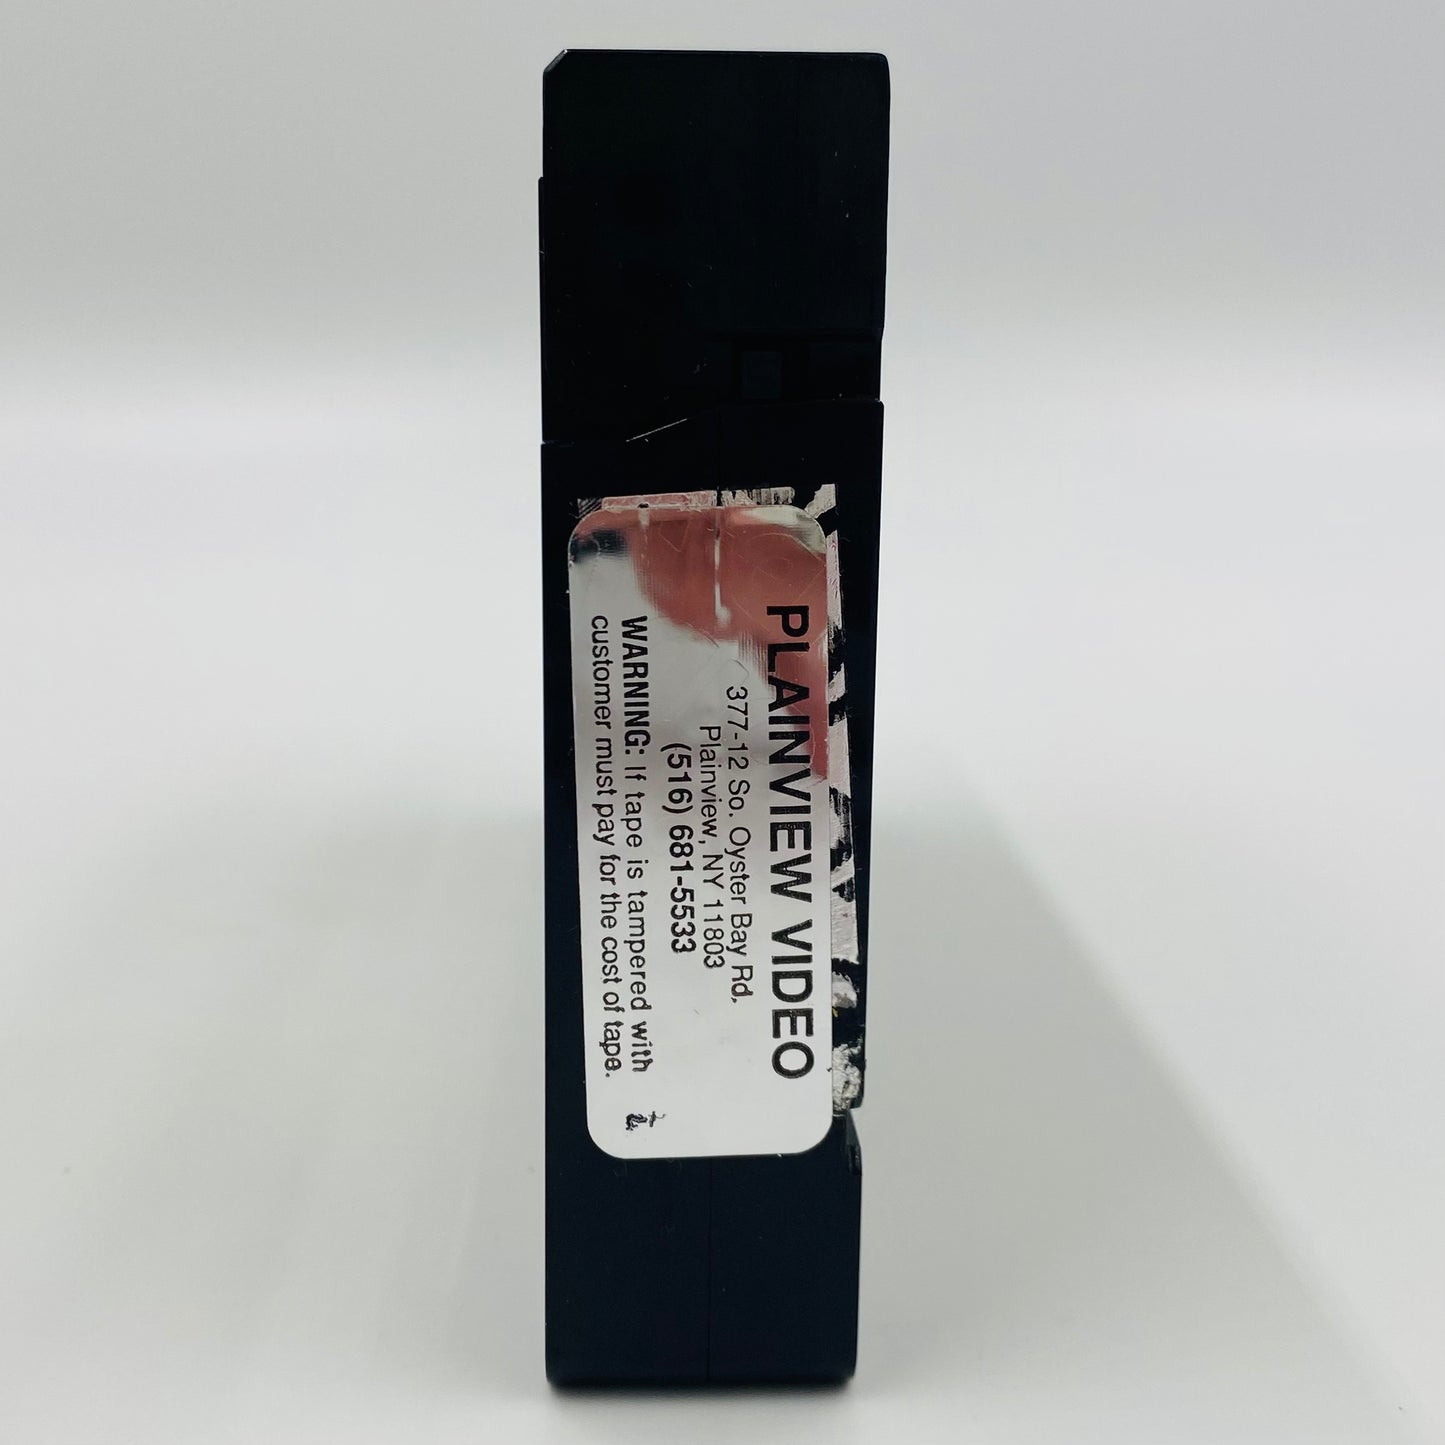 PLAINVIEW VIDEO
377-12 So. Oyster Bay Rd.
Plainview, NY 11803
(516) 681-5533
WARNING: If tape is tampered with
customer must pay for the cost of tape.